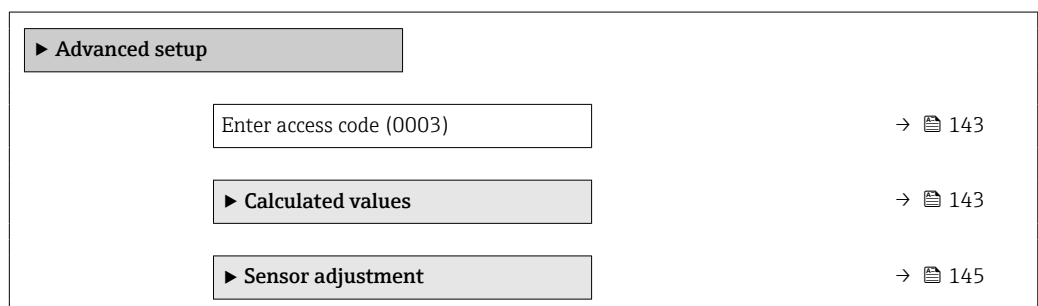 ▶ Advanced setup
Enter access code (0003) → 143
▶ Calculated values → 143
▶ Sensor adjustment → 145